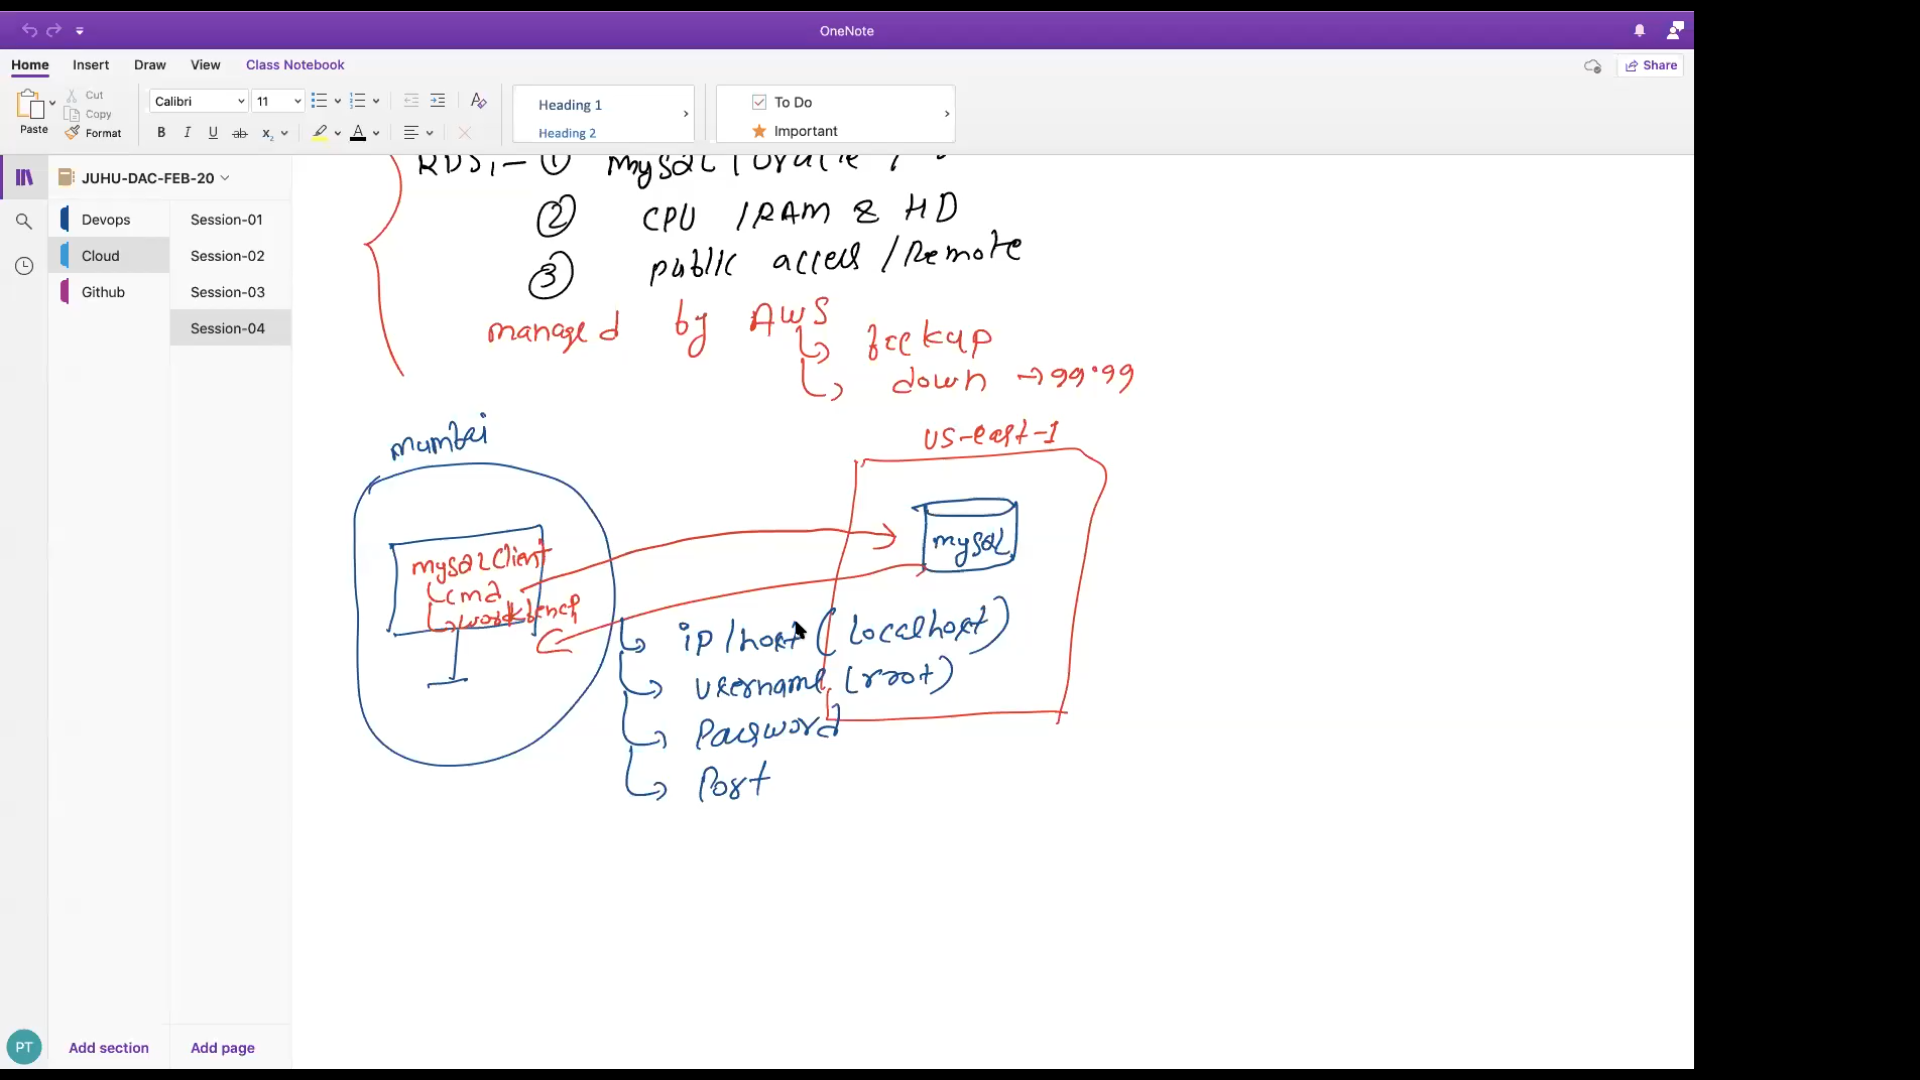 OneNote
Home Insert Draw View Class Notebook
Share
Paste
Cut
Copy
Format
Calibri 11
B I U ab x₂ A
Heading 1
Heading 2
To Do
Important
JUHU-DAC-FEB-20
Devops
Cloud
Github
Session-01
Session-02
Session-03
Session-04
RDS:- ① mysql / oracle /
② CPU / RAM & HD
③ public access / Remote
managed by AWS
backup
down → 99.99
mumbai
US-east-1
mysqlclient
cmd
workbench
mysql
ip/host (localhost)
username (root)
Password
Port
PT
Add section
Add page